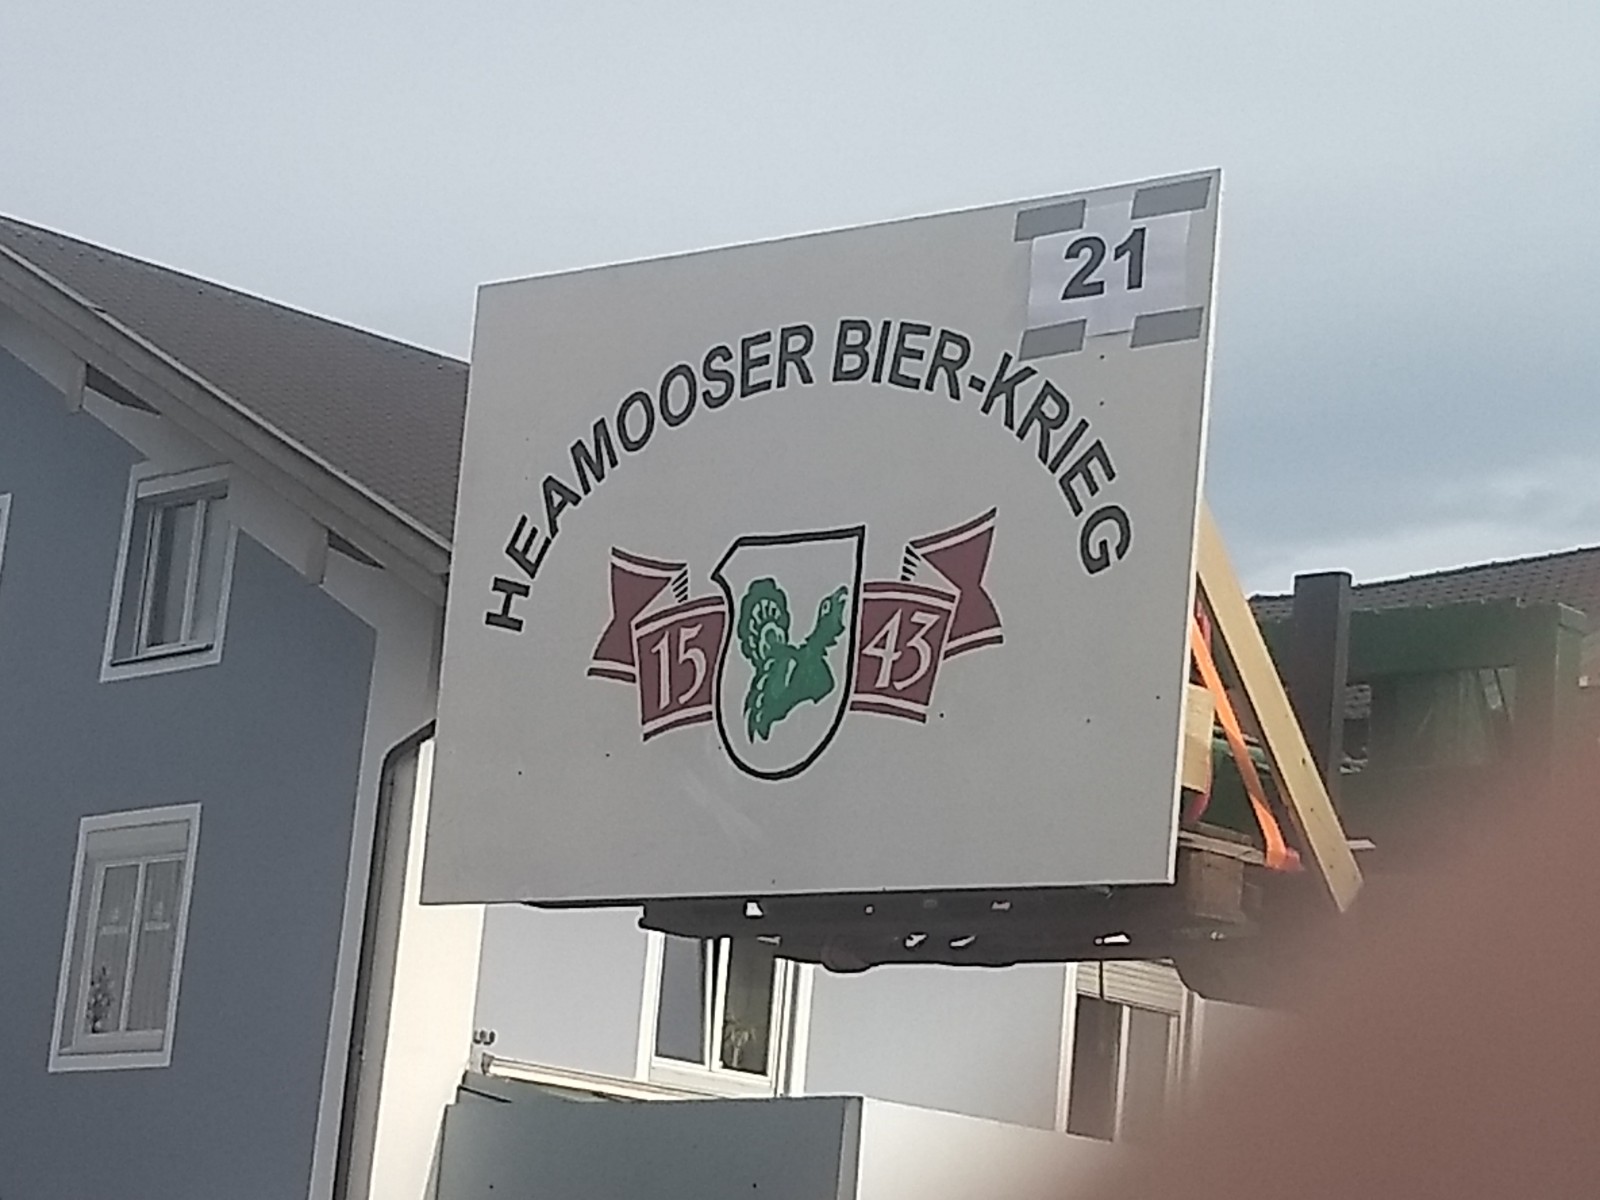 21
HEAMOOSER BIER-KRIEG
15 43